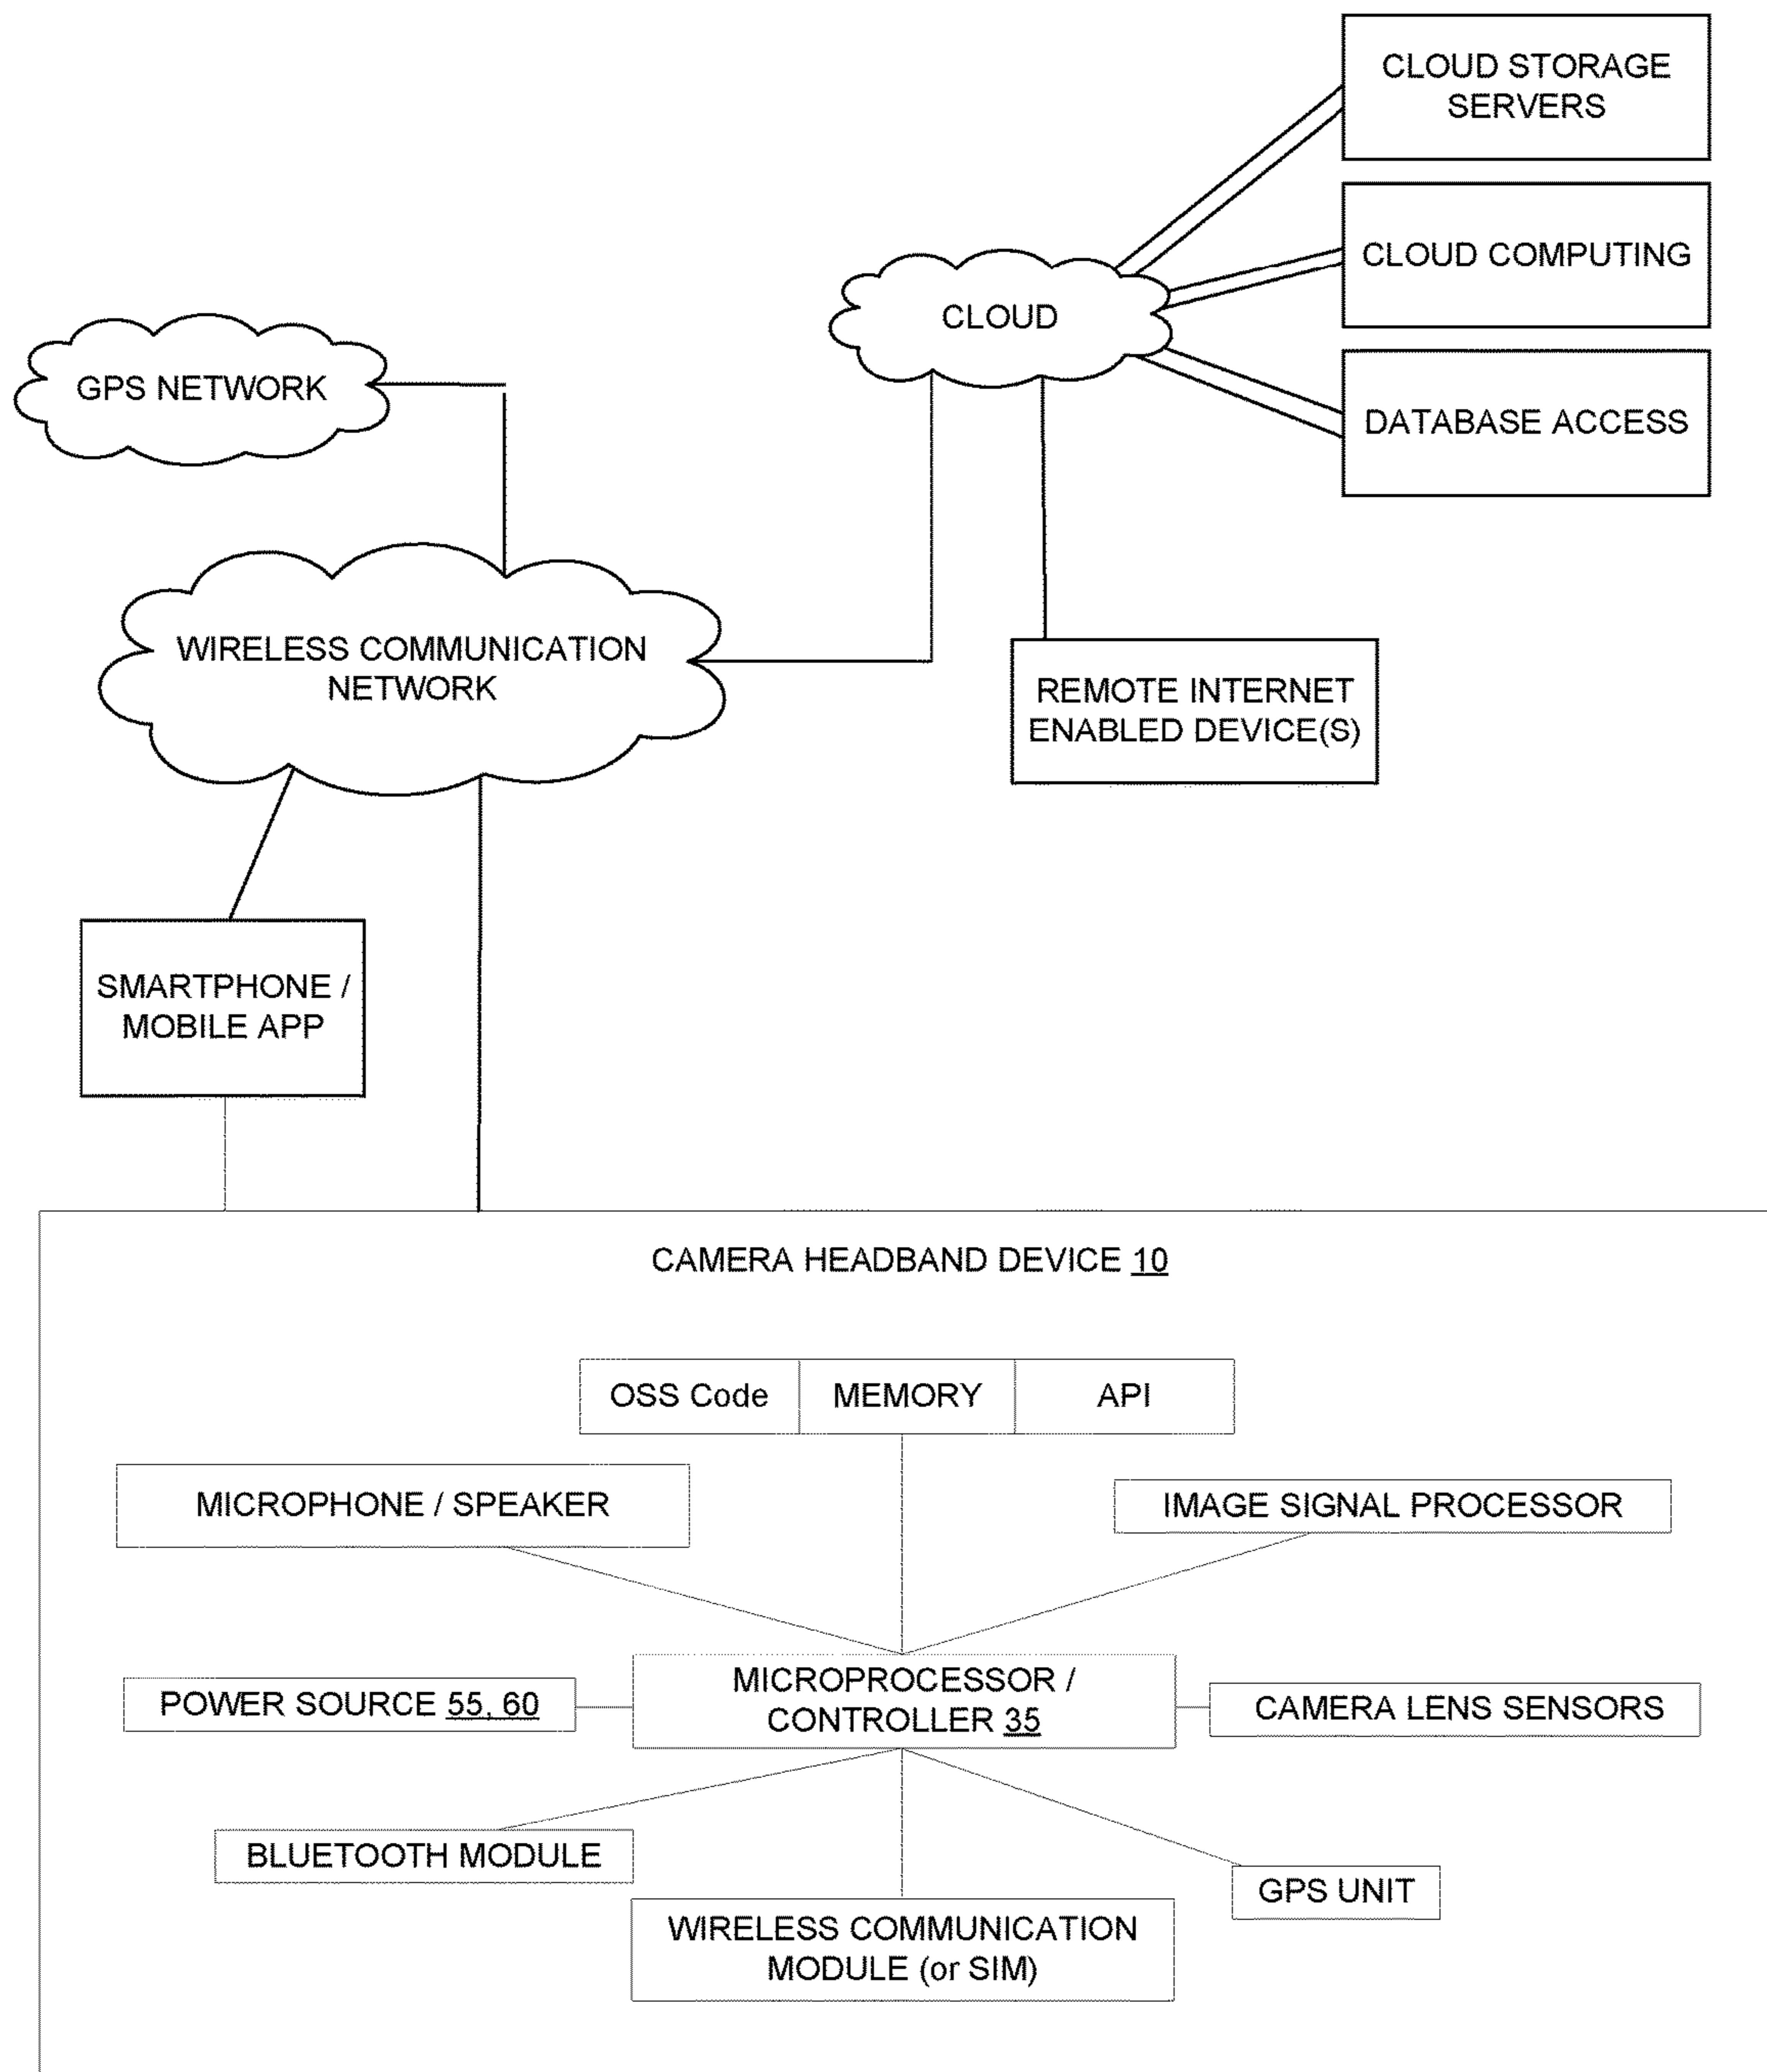 CLOUD STORAGE
SERVERS
CLOUD COMPUTING
CLOUD
GPS NETWORK
DATABASE ACCESS
WIRELESS COMMUNICATION
NETWORK
REMOTE INTERNET
ENABLED DEVICE(S)
SMARTPHONE /
MOBILE APP
CAMERA HEADBAND DEVICE 10
OSS Code
MEMORY
API
MICROPHONE / SPEAKER
IMAGE SIGNAL PROCESSOR
POWER SOURCE 55, 60
MICROPROCESSOR /
CONTROLLER 35
CAMERA LENS SENSORS
BLUETOOTH MODULE
GPS UNIT
WIRELESS COMMUNICATION
MODULE (or SIM)